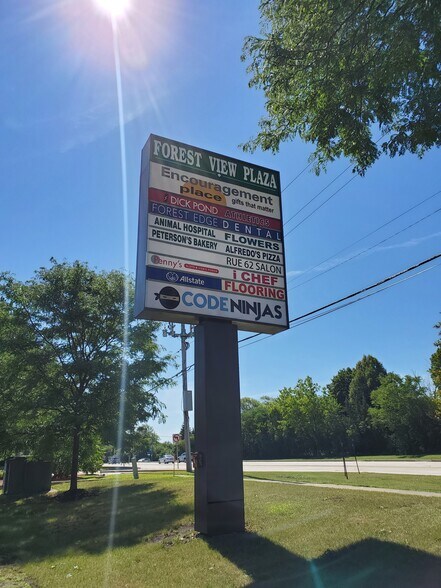 FOREST VIEW PLAZA
Encouragement
place gifts that matter
DICK POND ATHLETICS
FOREST EDGE DENTAL
ANIMAL HOSPITAL FLOWERS
PETERSON'S BAKERY ALFREDO'S PIZZA
RUE 62 SALON
Allstate i CHEF
FLOORING
CODE NINJAS